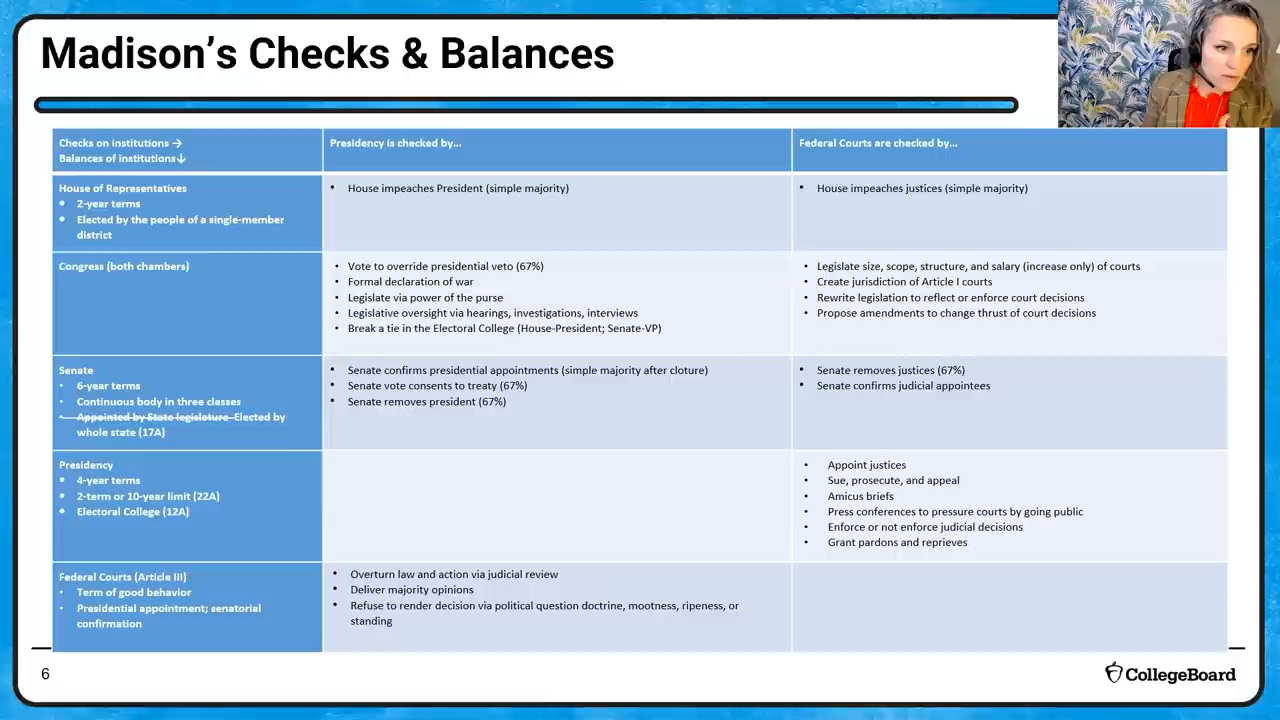 Madison's Checks & Balances
Checks on institutions →
Balances of institutions↓
Presidency is checked by...
Federal Courts are checked by...
House of Representatives
• 2-year terms
• Elected by the people of a single-member
district
• House impeaches President (simple majority)
• House impeaches justices (simple majority)
Congress (both chambers)
• Vote to override presidential veto (67%)
• Formal declaration of war
• Legislate via power of the purse
• Legislative oversight via hearings, investigations, interviews
• Break a tie in the Electoral College (House-President; Senate-VP)
• Legislate size, scope, structure, and salary (increase only) of courts
• Create jurisdiction of Article I courts
• Rewrite legislation to reflect or enforce court decisions
• Propose amendments to change thrust of court decisions
Senate
• 6-year terms
• Continuous body in three classes
• Appointed by State legislature Elected by
whole state (17A)
• Senate confirms presidential appointments (simple majority after cloture)
• Senate vote consents to treaty (67%)
• Senate removes president (67%)
• Senate removes justices (67%)
• Senate confirms judicial appointees
Presidency
• 4-year terms
• 2-term or 10-year limit (22A)
• Electoral College (12A)
• Appoint justices
• Sue, prosecute, and appeal
• Amicus briefs
• Press conferences to pressure courts by going public
• Enforce or not enforce judicial decisions
• Grant pardons and reprieves
Federal Courts (Article III)
• Term of good behavior
• Presidential appointment; senatorial
confirmation
• Overturn law and action via judicial review
• Deliver majority opinions
• Refuse to render decision via political question doctrine, mootness, ripeness, or
standing
6
CollegeBoard